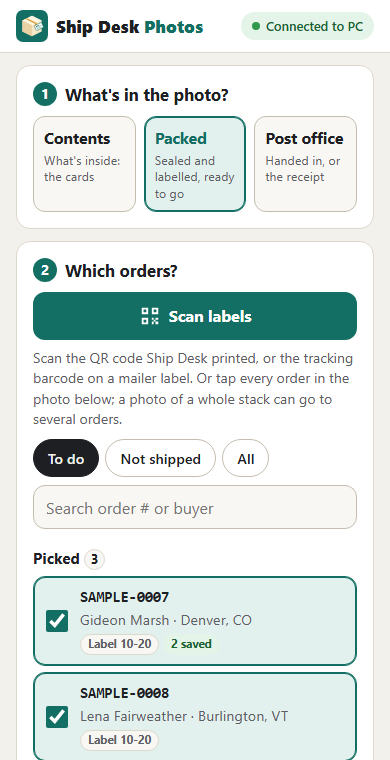 Ship Desk Photos
Connected to PC
1 What's in the photo?
Contents
What's inside:
the cards
Packed
Sealed and
labelled, ready
to go
Post office
Handed in, or
the receipt
2 Which orders?
Scan labels
Scan the QR code Ship Desk printed, or the tracking
barcode on a mailer label. Or tap every order in the
photo below; a photo of a whole stack can go to
several orders.
To do
Not shipped
All
Search order # or buyer
Picked 3
SAMPLE-0007
Gideon Marsh · Denver, CO
Label 10-20
2 saved
SAMPLE-0008
Lena Fairweather · Burlington, VT
Label 10-20